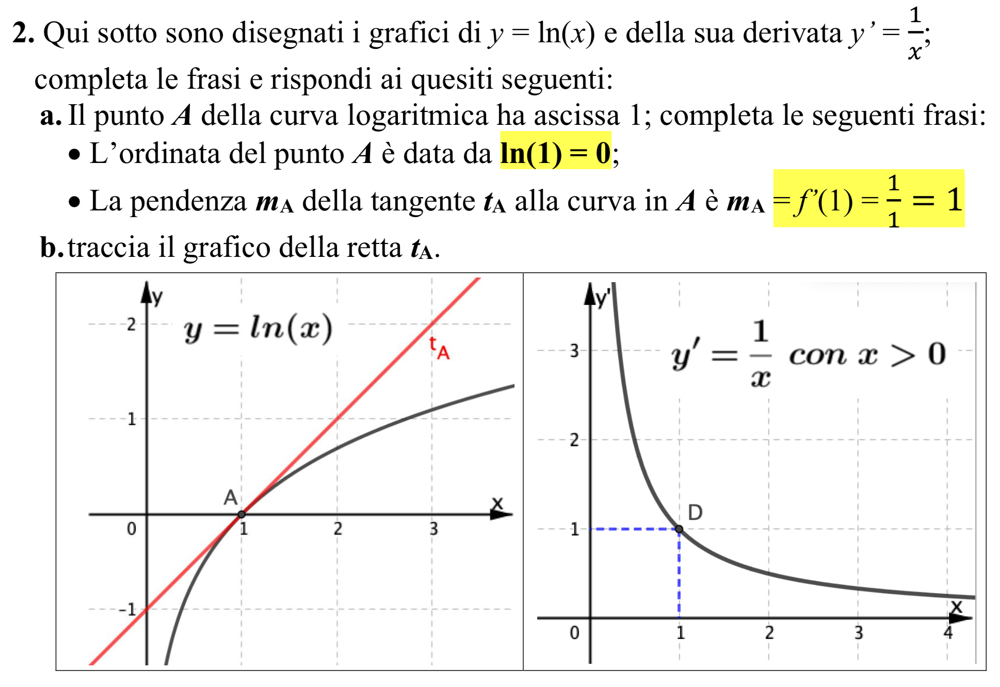 2. Qui sotto sono disegnati i grafici di y = ln(x) e della sua derivata y’ = 1/x;
completa le frasi e rispondi ai quesiti seguenti:
a. Il punto A della curva logaritmica ha ascissa 1; completa le seguenti frasi:
• L’ordinata del punto A è data da ln(1) = 0;
• La pendenza mA della tangente tA alla curva in A è mA = f’(1) = 1/1 = 1
b. traccia il grafico della retta tA.
y
2
y = ln(x)
tA
1
A
x
0
1
2
3
-1
y'
3
y' = 1/x con x > 0
2
D
1
x
0
1
2
3
4